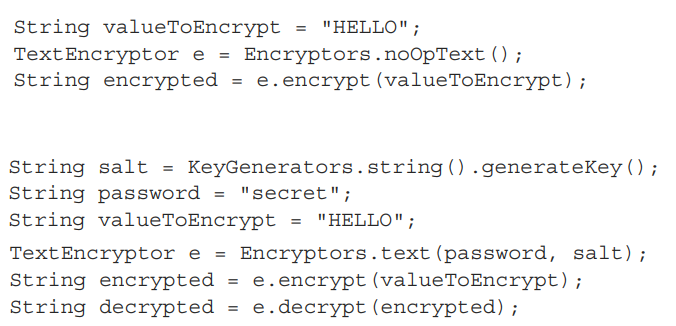 String valueToEncrypt = "HELLO";
TextEncryptor e = Encryptors.noOpText();
String encrypted = e.encrypt(valueToEncrypt);
String salt = KeyGenerators.string().generateKey();
String password = "secret";
String valueToEncrypt = "HELLO";
TextEncryptor e = Encryptors.text(password, salt);
String encrypted = e.encrypt(valueToEncrypt);
String decrypted = e.decrypt(encrypted);